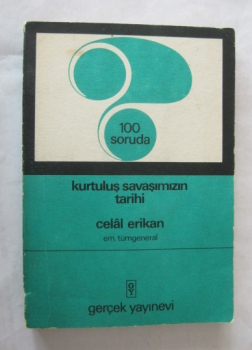 100
soruda
kurtuluş savaşımızın
tarihi
celâl erikan
em. tümgeneral
gerçek yayınevi